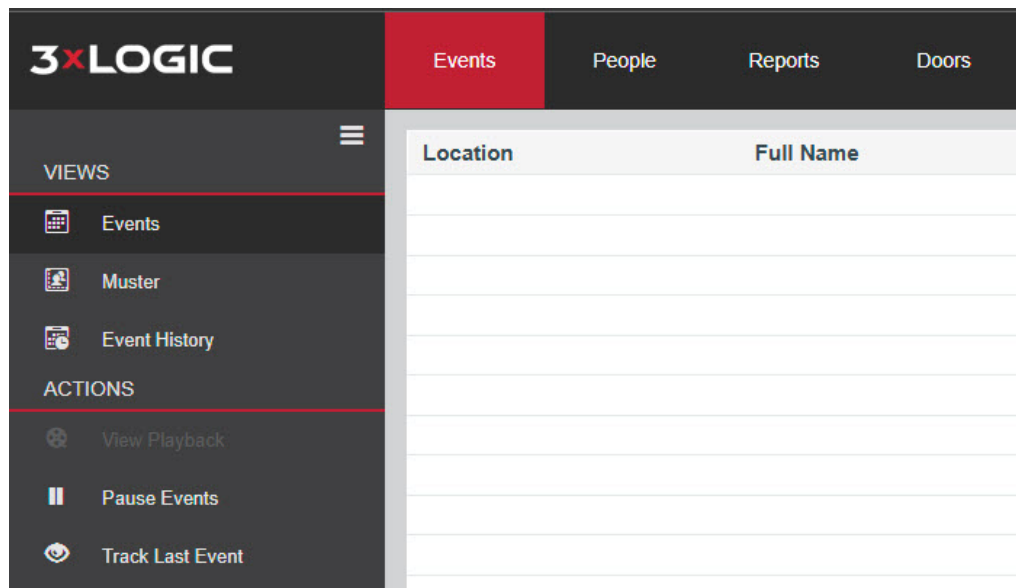 3xLOGIC
Events People Reports Doors
VIEWS
Events
Muster
Event History
ACTIONS
View Playback
Pause Events
Track Last Event
Location Full Name